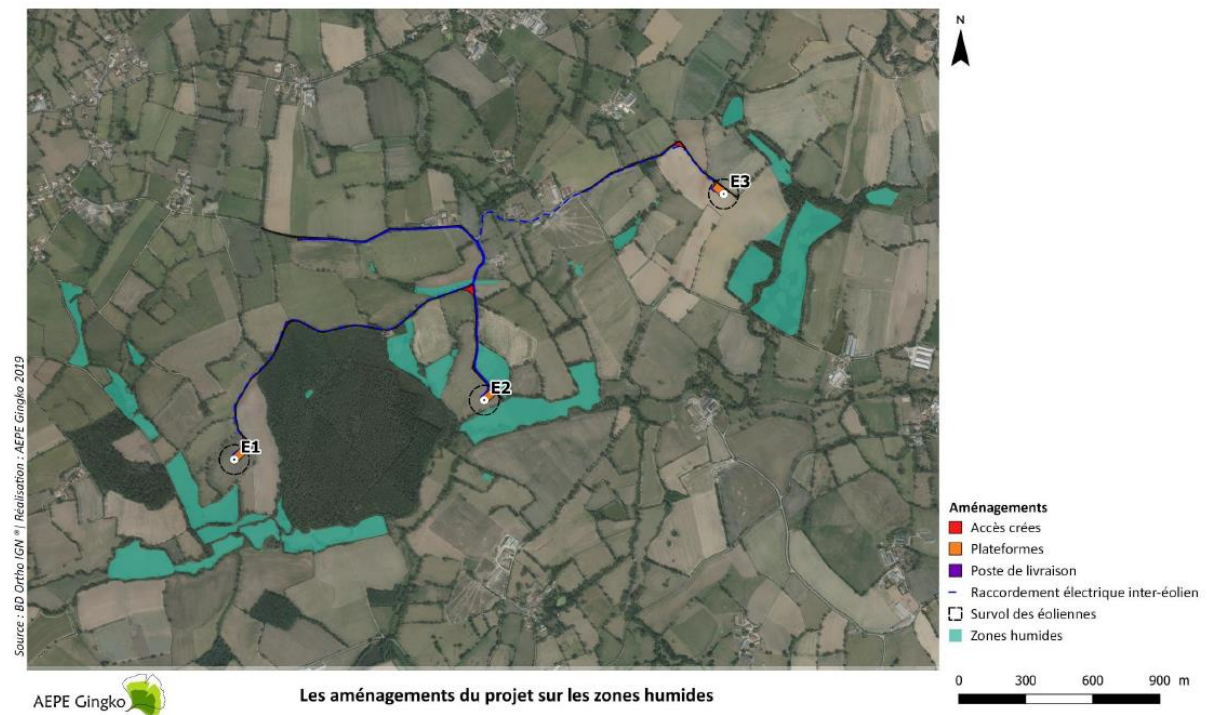 N
E3
E2
E1
Source : BD Ortho IGN ® | Réalisation : AEPE Gingko 2019
Aménagements
Accès crées
Plateformes
Poste de livraison
Raccordement électrique inter-éolien
Survol des éoliennes
Zones humides
0 300 600 900 m
AEPE Gingko
Les aménagements du projet sur les zones humides